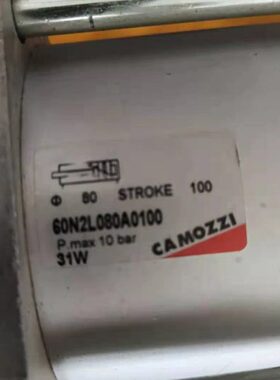 Φ 80 STROKE 100
60N2L080A0100
P.max 10 bar
31W
CAMOZZI